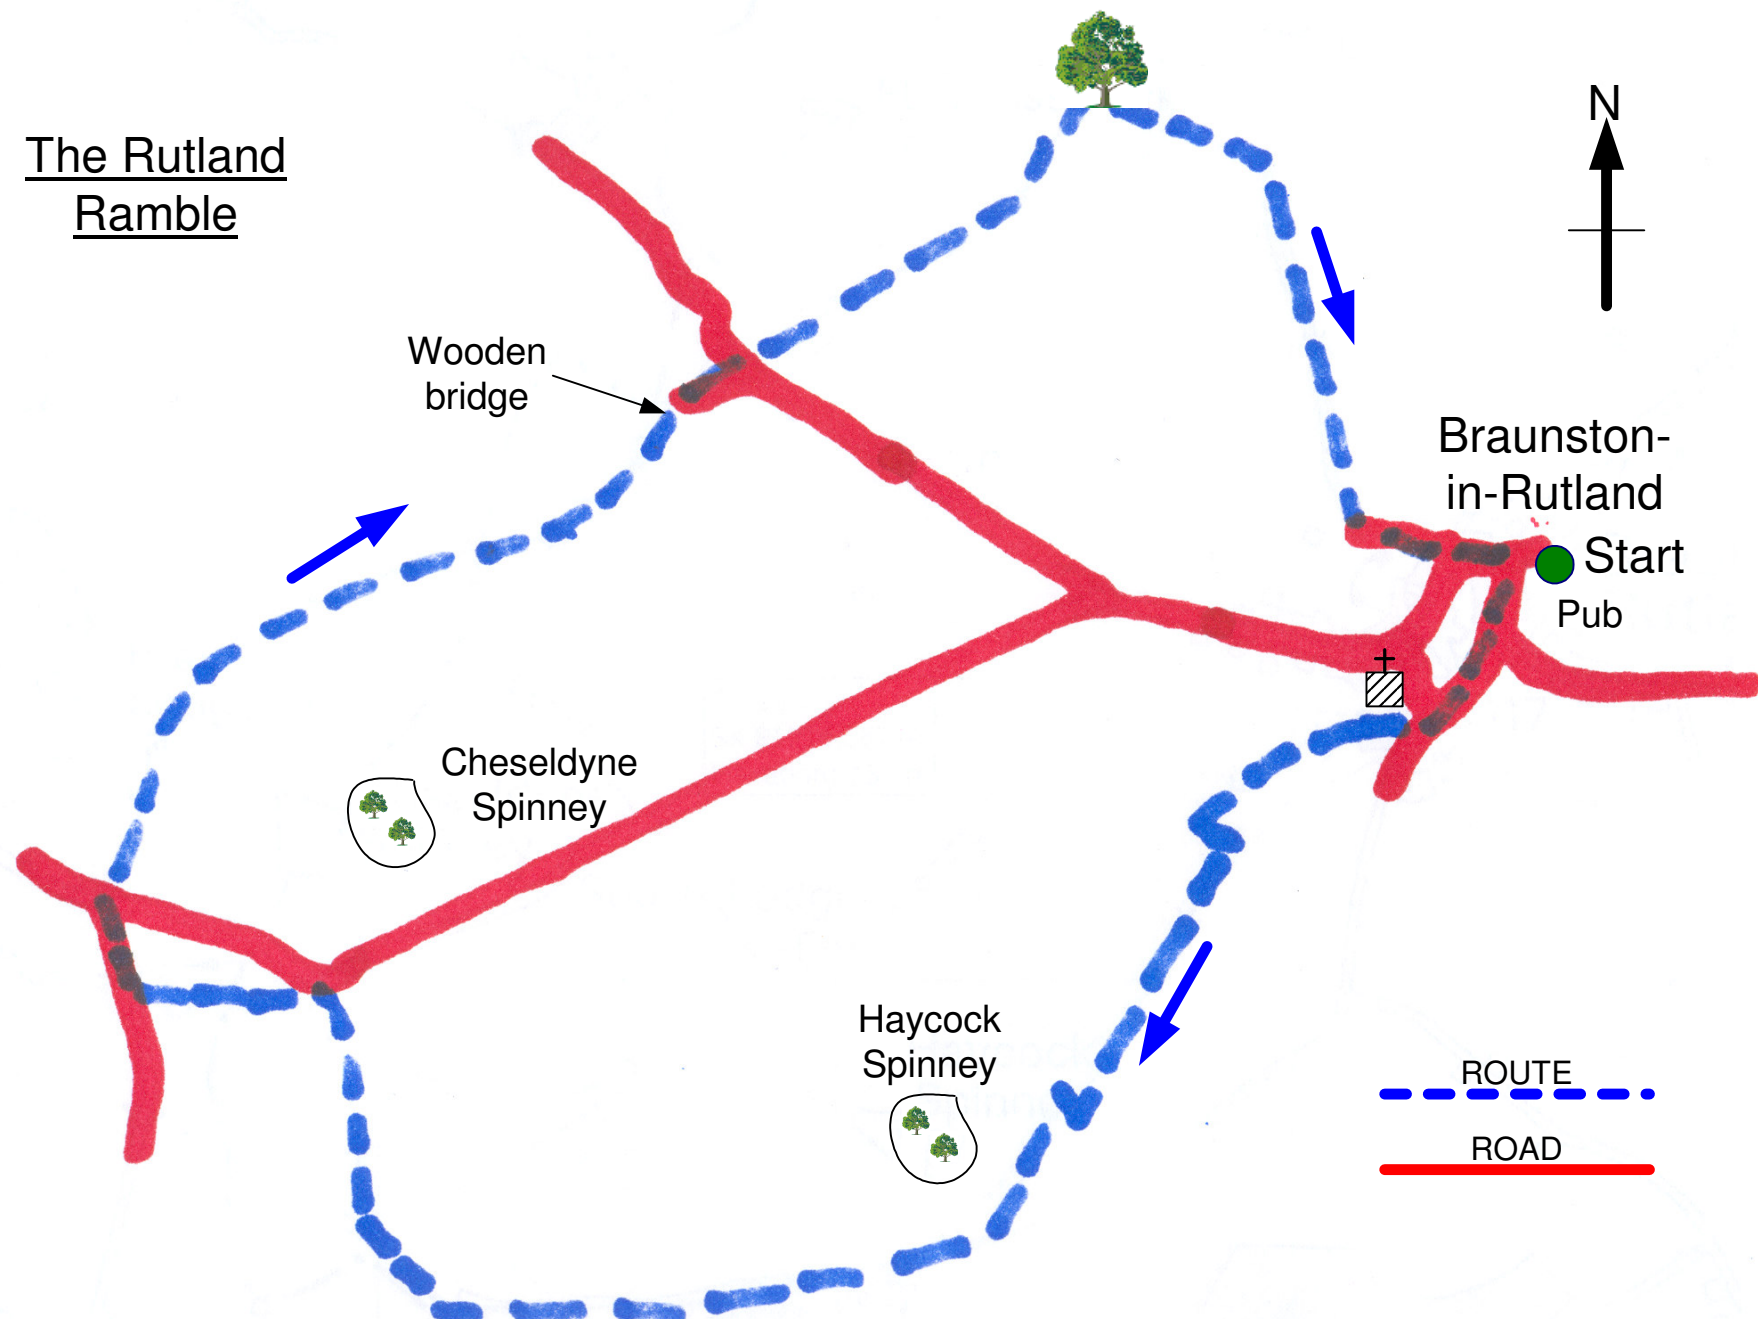 The Rutland
Ramble
N
Wooden
bridge
Braunston-
in-Rutland
Start
Pub
Cheseldyne
Spinney
Haycock
Spinney
ROUTE
ROAD